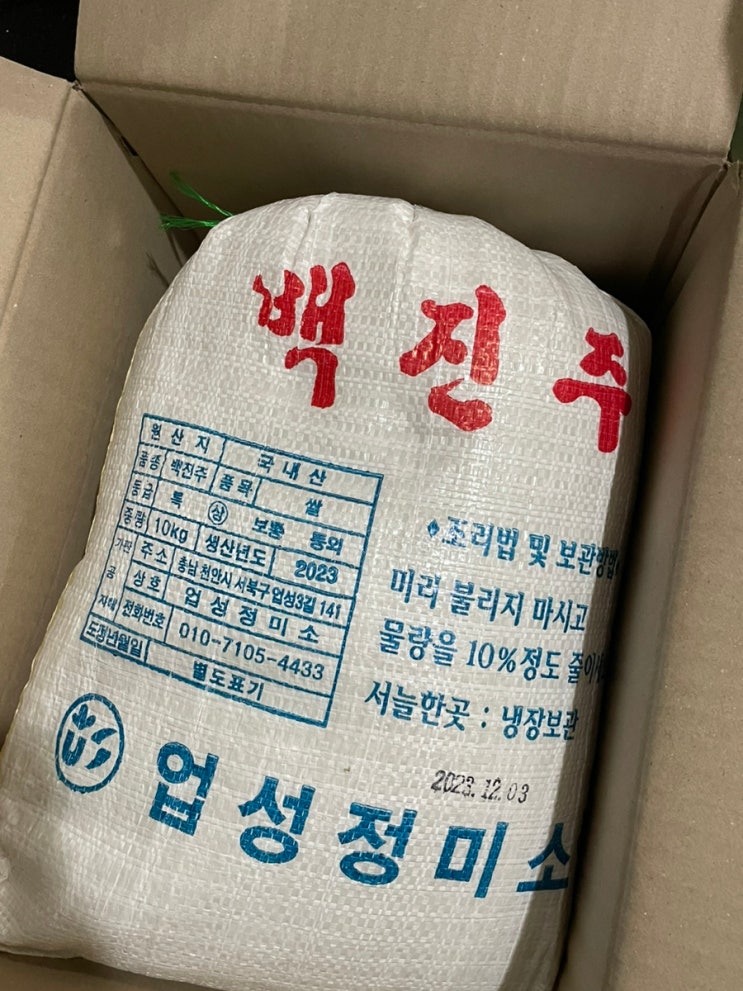 백진주
원산지 국내산
품종 백진주 품목 쌀
등급 특 상 보통 등외
중량 10kg 생산년도 2023
가공자 주소 충남 천안시 서북구 업성3길 141
상호 업성정미소
전화번호 010-7105-4433
도정년월일 별도표기
♦조리법 및 보관방법
미리 불리지 마시고
물량을 10%정도
서늘한곳 : 냉장보관
2023.12.03
업성정미소